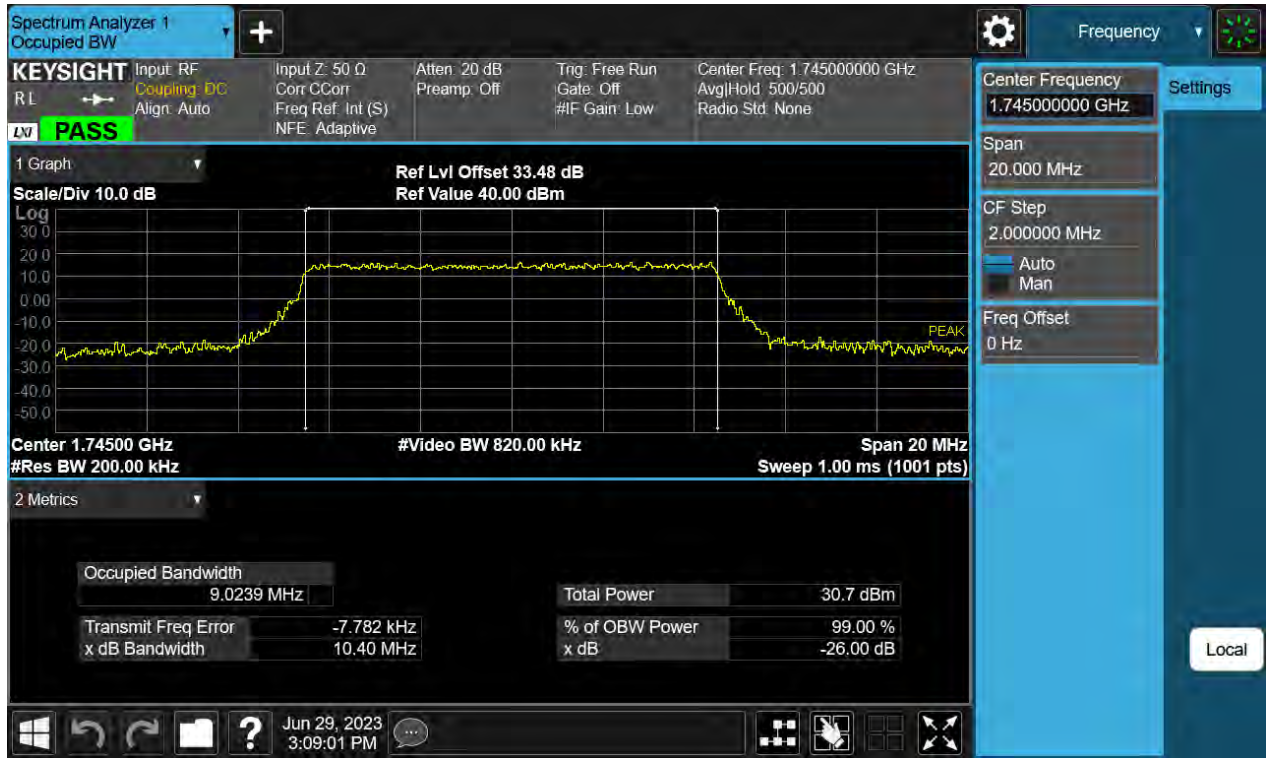 Spectrum Analyzer 1
Occupied BW
+
Frequency
KEYSIGHT
RL
LXI
PASS
Input: RF
Coupling: DC
Align: Auto
Input Z: 50 Ω
Corr CCorr
Freq Ref: Int (S)
NFE: Adaptive
Atten: 20 dB
Preamp: Off
Trig: Free Run
Gate: Off
#IF Gain: Low
Center Freq: 1.745000000 GHz
Avg|Hold: 500/500
Radio Std: None
Center Frequency
1.745000000 GHz
Settings
Span
20.000 MHz
CF Step
2.000000 MHz
Auto
Man
Freq Offset
0 Hz
Local
1 Graph
Scale/Div 10.0 dB
Ref Lvl Offset 33.48 dB
Ref Value 40.00 dBm
Log
30.0
20.0
10.0
0.00
-10.0
-20.0
-30.0
-40.0
-50.0
PEAK
Center 1.74500 GHz
#Video BW 820.00 kHz
Span 20 MHz
#Res BW 200.00 kHz
Sweep 1.00 ms (1001 pts)
2 Metrics
Occupied Bandwidth
9.0239 MHz
Total Power 30.7 dBm
Transmit Freq Error -7.782 kHz
% of OBW Power 99.00 %
x dB Bandwidth 10.40 MHz
x dB -26.00 dB
?
Jun 29, 2023
3:09:01 PM